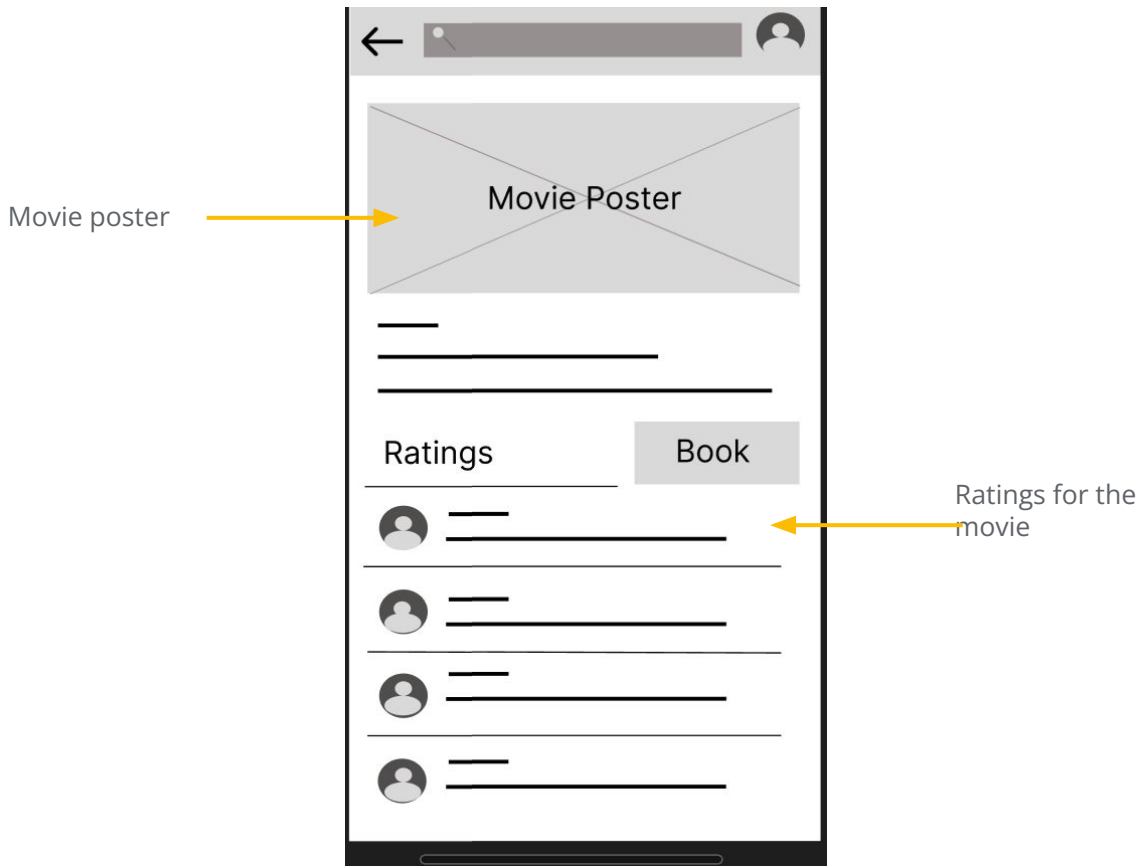 Movie Poster
Movie poster
Ratings
Book
Ratings for the
movie